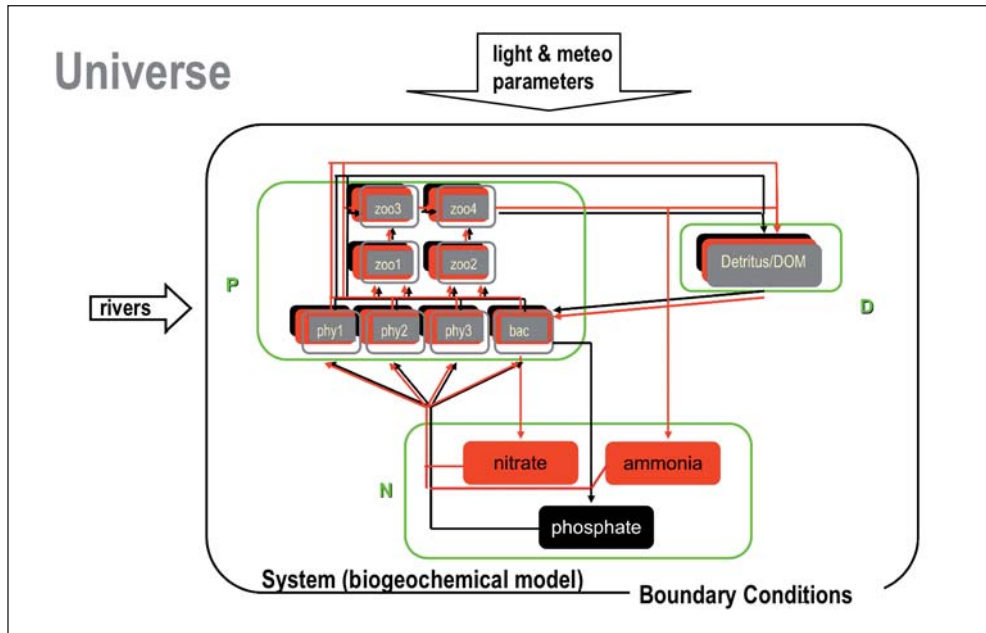 Universe
light & meteo
parameters
zoo3
zoo4
zoo1
zoo2
Detritus/DOM
P
D
rivers
phy1
phy2
phy3
bac
nitrate
ammonia
N
phosphate
System (biogeochemical model)
Boundary Conditions